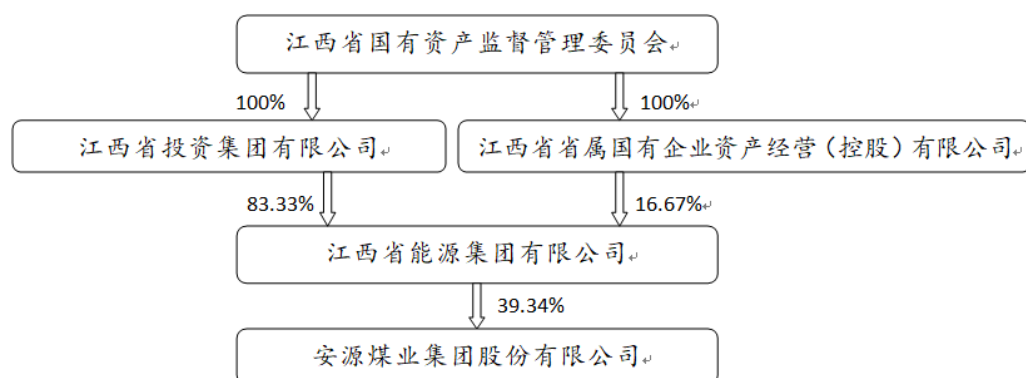 江西省国有资产监督管理委员会
100%
100%
江西省投资集团有限公司
江西省省属国有企业资产经营（控股）有限公司
83.33%
16.67%
江西省能源集团有限公司
39.34%
安源煤业集团股份有限公司